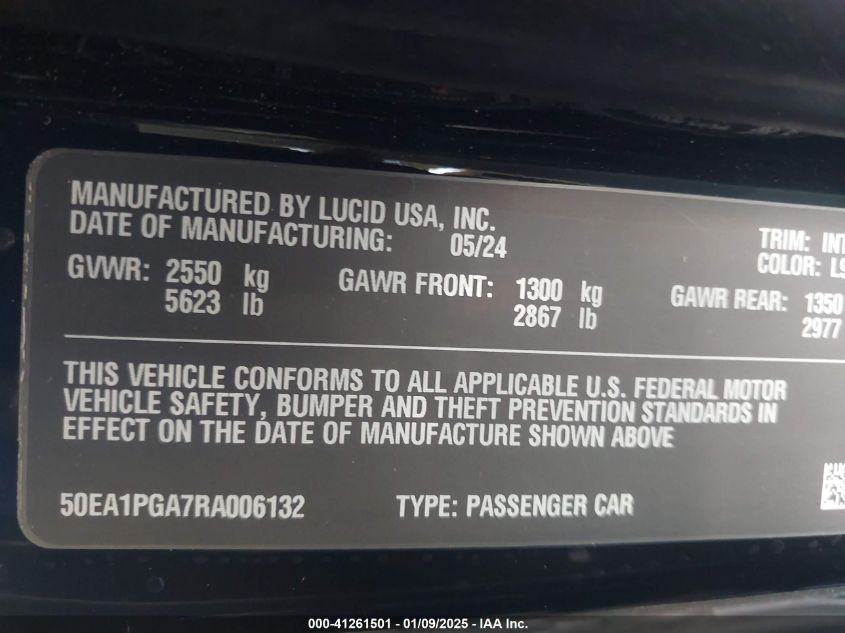 MANUFACTURED BY LUCID USA, INC.
DATE OF MANUFACTURING: 05/24
TRIM: INT
COLOR: L
GVWR: 2550 kg GAWR FRONT: 1300 kg GAWR REAR: 1350
5623 lb 2867 lb 2977
THIS VEHICLE CONFORMS TO ALL APPLICABLE U.S. FEDERAL MOTOR
VEHICLE SAFETY, BUMPER AND THEFT PREVENTION STANDARDS IN
EFFECT ON THE DATE OF MANUFACTURE SHOWN ABOVE
50EA1PGA7RA006132 TYPE: PASSENGER CAR
000-41261501 | 01/09/2025 - IAA Inc.